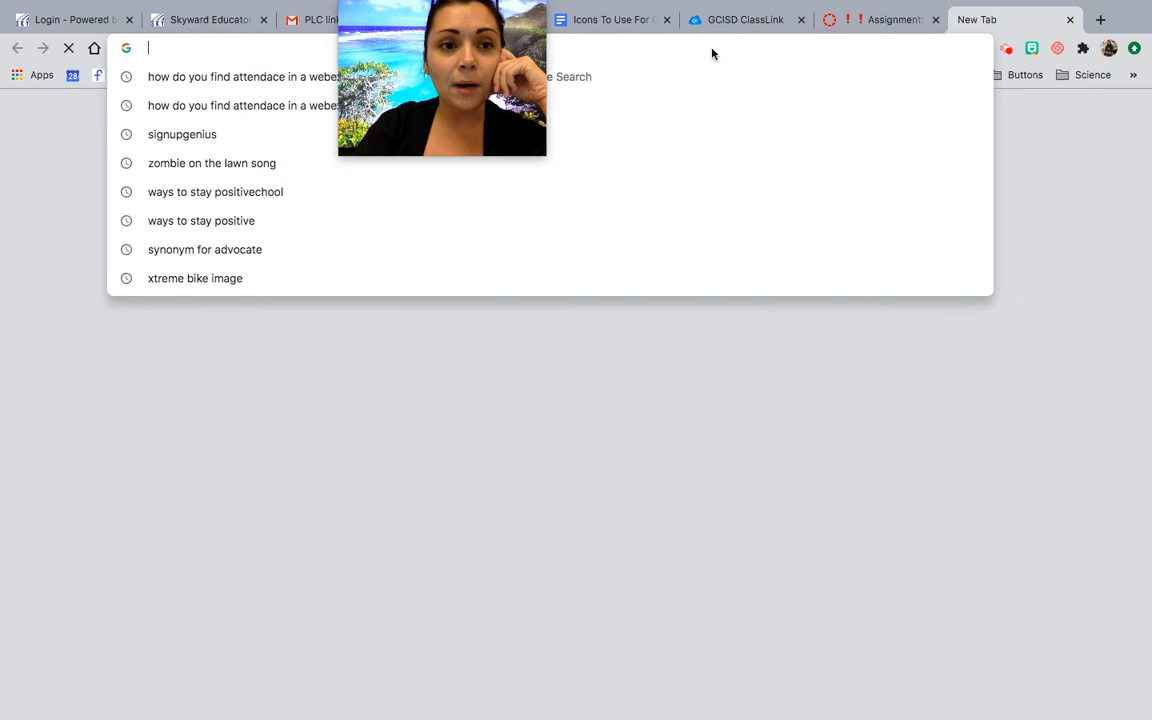 Login - Powered b
Skyward Educator
PLC lin
Icons To Use For
GCISD ClassLink
! ! Assignment
New Tab
Apps
28
f
Buttons
Science
»
how do you find attendace in a webe
e Search
how do you find attendace in a webe
signupgenius
zombie on the lawn song
ways to stay positivechool
ways to stay positive
synonym for advocate
xtreme bike image